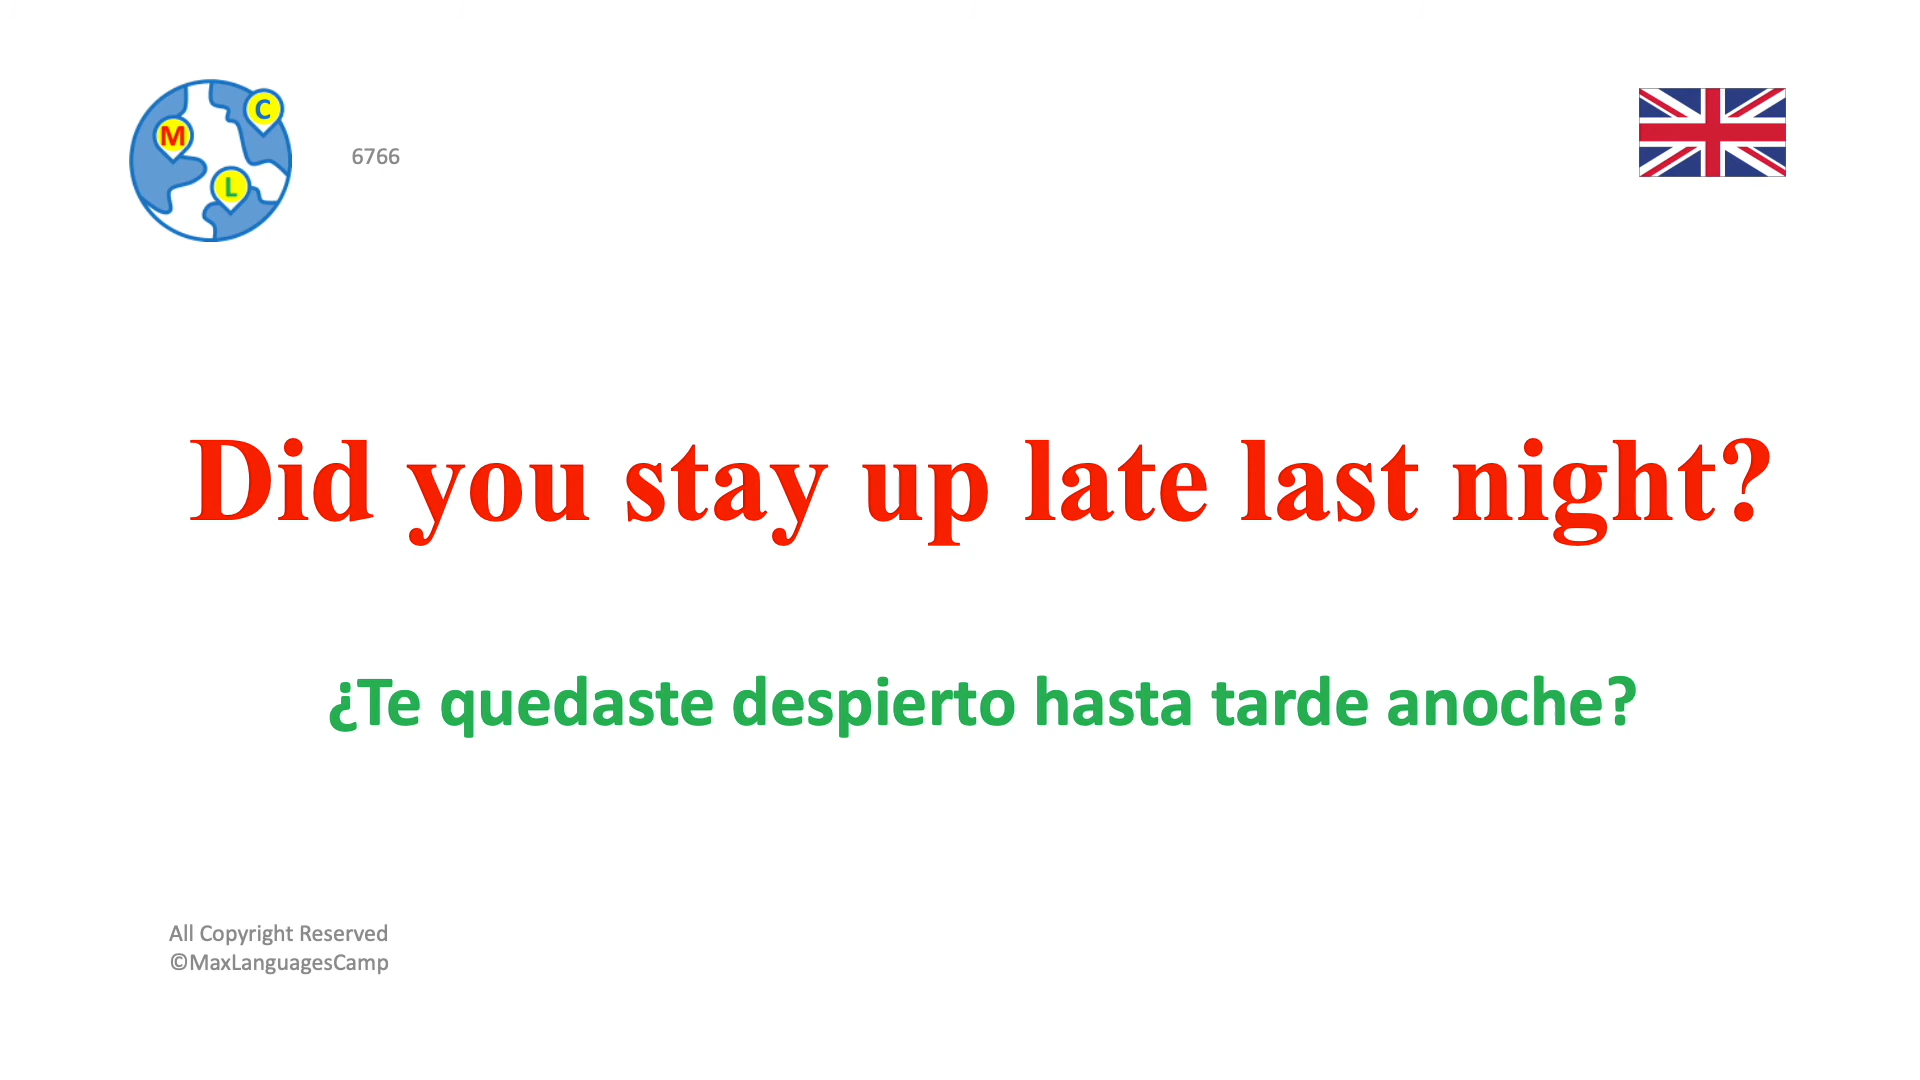 C
M
6766
L
Did you stay up late last night?
¿Te quedaste despierto hasta tarde anoche?
All Copyright Reserved
©MaxLanguagesCamp